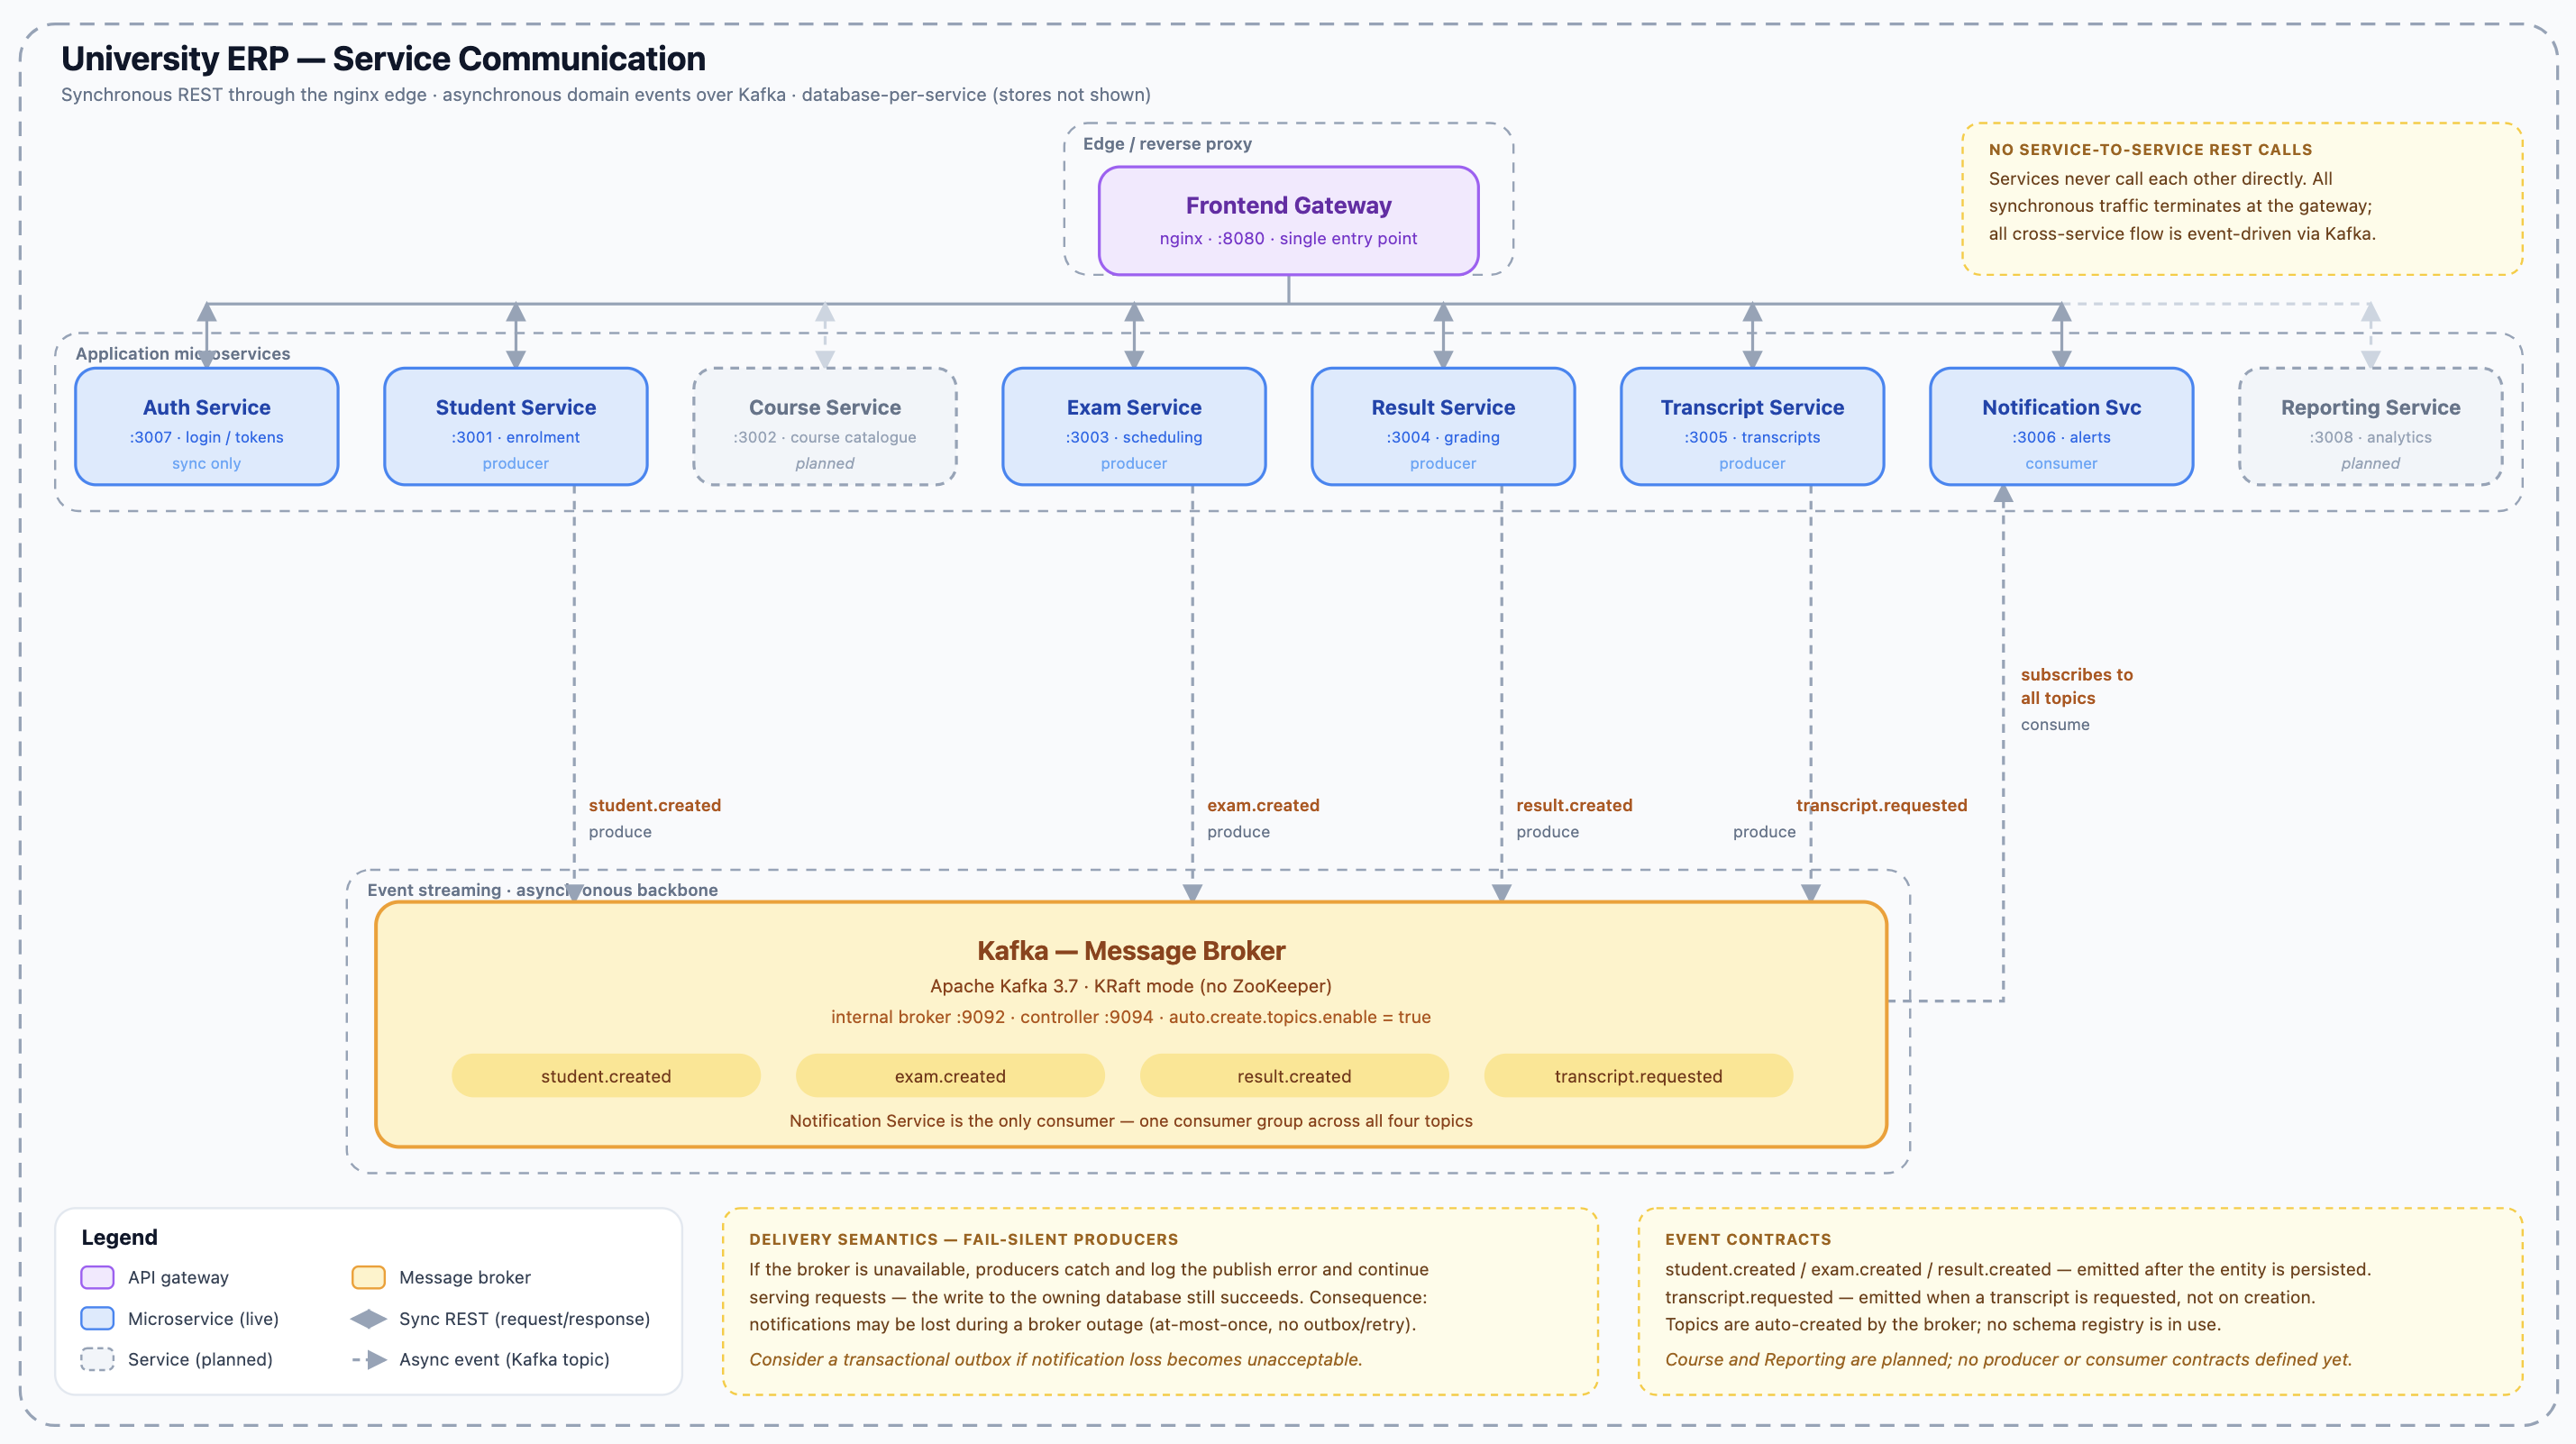 University ERP — Service Communication
Synchronous REST through the nginx edge · asynchronous domain events over Kafka · database-per-service (stores not shown)
Edge / reverse proxy
Frontend Gateway
nginx · :8080 · single entry point
NO SERVICE-TO-SERVICE REST CALLS
Services never call each other directly. All
synchronous traffic terminates at the gateway;
all cross-service flow is event-driven via Kafka.
Application microservices
Auth Service
:3007 · login / tokens
sync only
Student Service
:3001 · enrolment
producer
Course Service
:3002 · course catalogue
planned
Exam Service
:3003 · scheduling
producer
Result Service
:3004 · grading
producer
Transcript Service
:3005 · transcripts
producer
Notification Svc
:3006 · alerts
consumer
Reporting Service
:3008 · analytics
planned
subscribes to
all topics
consume
student.created
produce
exam.created
produce
result.created
produce
transcript.requested
produce
Event streaming · asynchronous backbone
Kafka — Message Broker
Apache Kafka 3.7 · KRaft mode (no ZooKeeper)
internal broker :9092 · controller :9094 · auto.create.topics.enable = true
student.created
exam.created
result.created
transcript.requested
Notification Service is the only consumer — one consumer group across all four topics
Legend
API gateway
Message broker
Microservice (live)
Sync REST (request/response)
Service (planned)
Async event (Kafka topic)
DELIVERY SEMANTICS — FAIL-SILENT PRODUCERS
If the broker is unavailable, producers catch and log the publish error and continue
serving requests — the write to the owning database still succeeds. Consequence:
notifications may be lost during a broker outage (at-most-once, no outbox/retry).
Consider a transactional outbox if notification loss becomes unacceptable.
EVENT CONTRACTS
student.created / exam.created / result.created — emitted after the entity is persisted.
transcript.requested — emitted when a transcript is requested, not on creation.
Topics are auto-created by the broker; no schema registry is in use.
Course and Reporting are planned; no producer or consumer contracts defined yet.